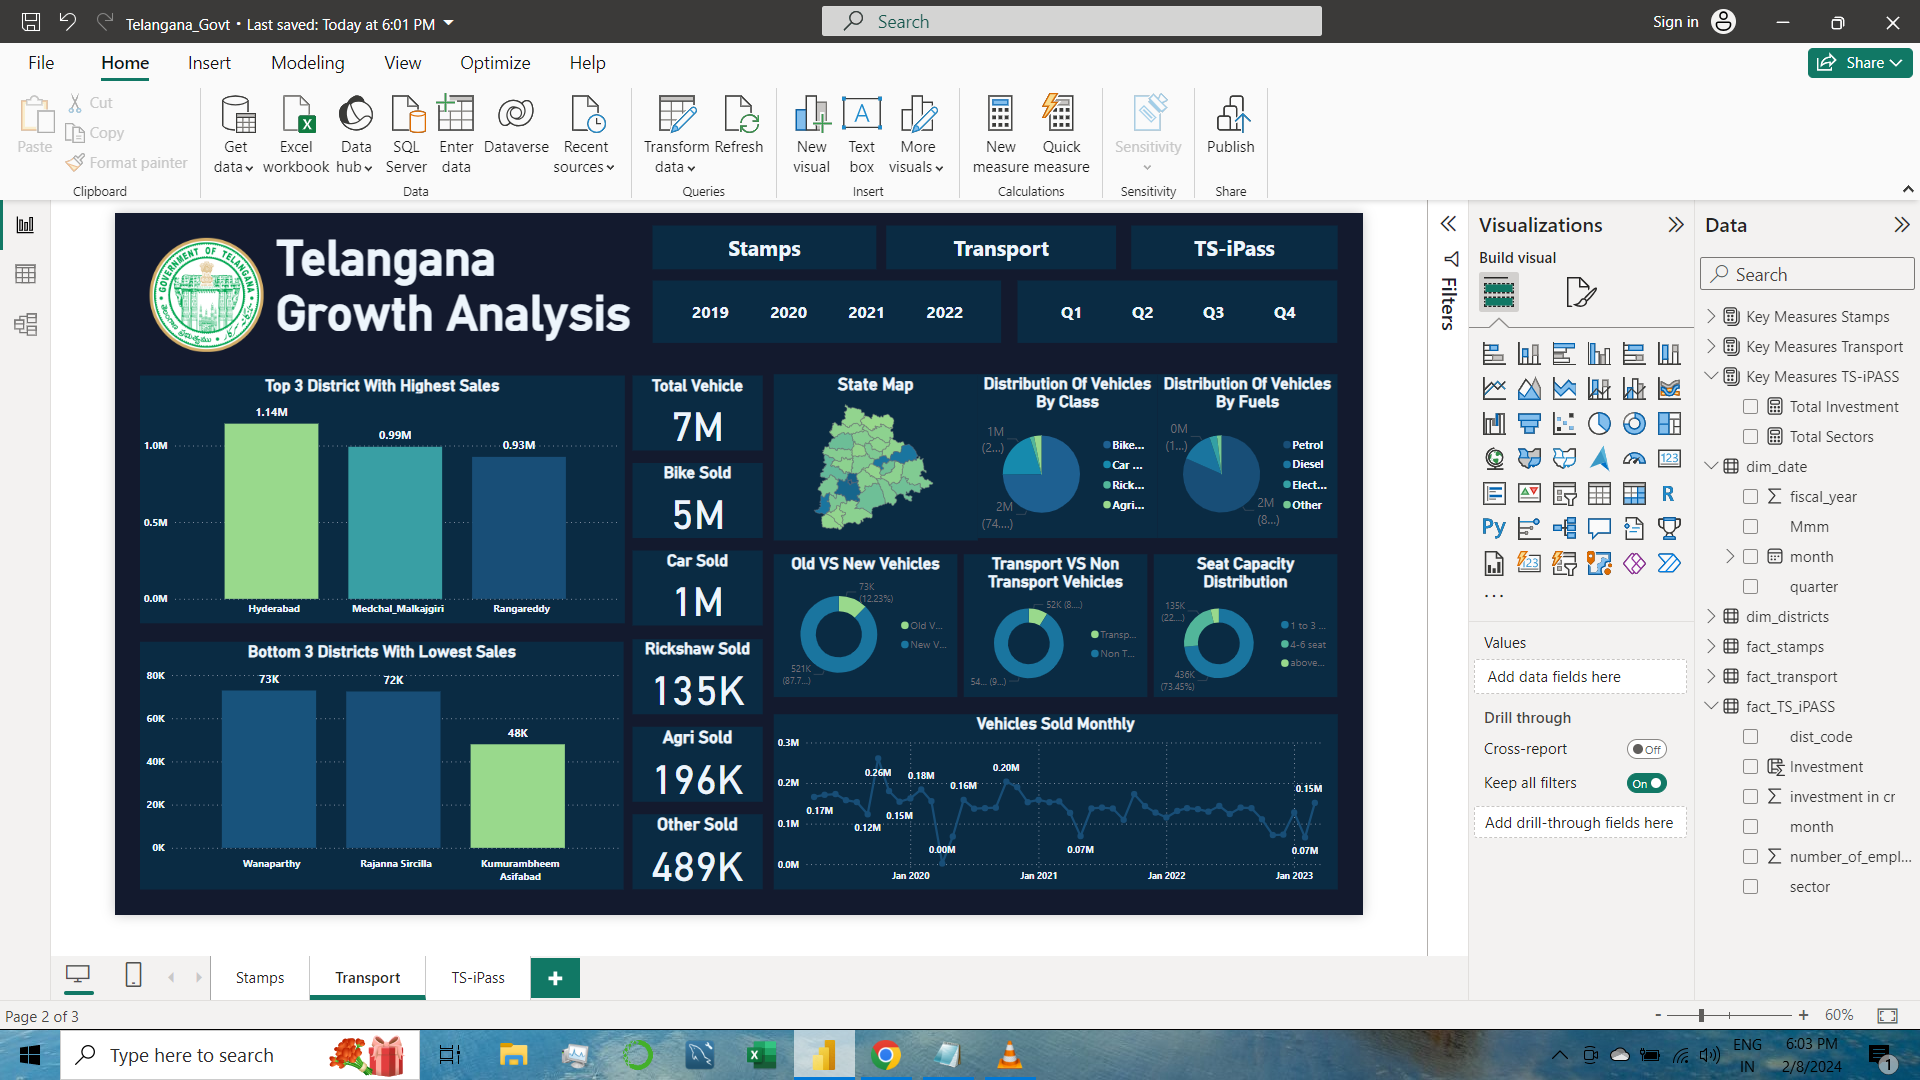 Telangana_Govt • Last saved: Today at 6:01 PM
Search
Sign in
File
Home
Insert
Modeling
View
Optimize
Help
Share
Paste
Cut
Copy
Format painter
Clipboard
Get data
Excel workbook
Data hub
SQL Server
Enter data
Dataverse
Recent sources
Data
Transform data
Refresh
Queries
New visual
Text box
More visuals
Insert
New measure
Quick measure
Calculations
Sensitivity
Sensitivity
Publish
Share
GOVERNMENT OF TELANGANA
Telangana
Growth Analysis
Stamps
Transport
TS-iPass
2019 2020 2021 2022
Q1 Q2 Q3 Q4
Top 3 District With Highest Sales
1.14M
0.99M
0.93M
1.0M
0.5M
0.0M
Hyderabad
Medchal_Malkajgiri
Rangareddy
Bottom 3 Districts With Lowest Sales
80K
60K
40K
20K
0K
73K
72K
48K
Wanaparthy
Rajanna Sircilla
Kumurambheem
Asifabad
Total Vehicle
7M
Bike Sold
5M
Car Sold
1M
Rickshaw Sold
135K
Agri Sold
196K
Other Sold
489K
State Map
Distribution Of Vehicles
By Class
1M
(2...)
2M
(74....)
Bike...
Car ...
Rick...
Agri...
Distribution Of Vehicles
By Fuels
0M
(1...)
2M
(8...)
Petrol
Diesel
Elect...
Other
Old VS New Vehicles
73K
(12.23%)
521K
(87.7...)
Old V...
New V...
Transport VS Non
Transport Vehicles
52K (8....)
54... (9...)
Transp...
Non T...
Seat Capacity
Distribution
135K
(22....)
436K
(73.45%)
1 to 3 ...
4-6 seat
above...
Vehicles Sold Monthly
0.3M
0.2M
0.1M
0.0M
0.17M
0.12M
0.26M
0.15M
0.18M
0.00M
0.16M
0.20M
0.07M
0.15M
0.07M
Jan 2020
Jan 2021
Jan 2022
Jan 2023
Filters
Visualizations
Build visual
123
R
Py
123
...
Values
Add data fields here
Drill through
Cross-report
Off
Keep all filters
On
Add drill-through fields here
Data
Search
Key Measures Stamps
Key Measures Transport
Key Measures TS-iPASS
Total Investment
Total Sectors
dim_date
fiscal_year
Mmm
month
quarter
dim_districts
fact_stamps
fact_transport
fact_TS_iPASS
dist_code
Investment
investment in cr
month
number_of_empl...
sector
Stamps
Transport
TS-iPass
Page 2 of 3
- + 60%
Type here to search
ENG
IN
6:03 PM
2/8/2024
1